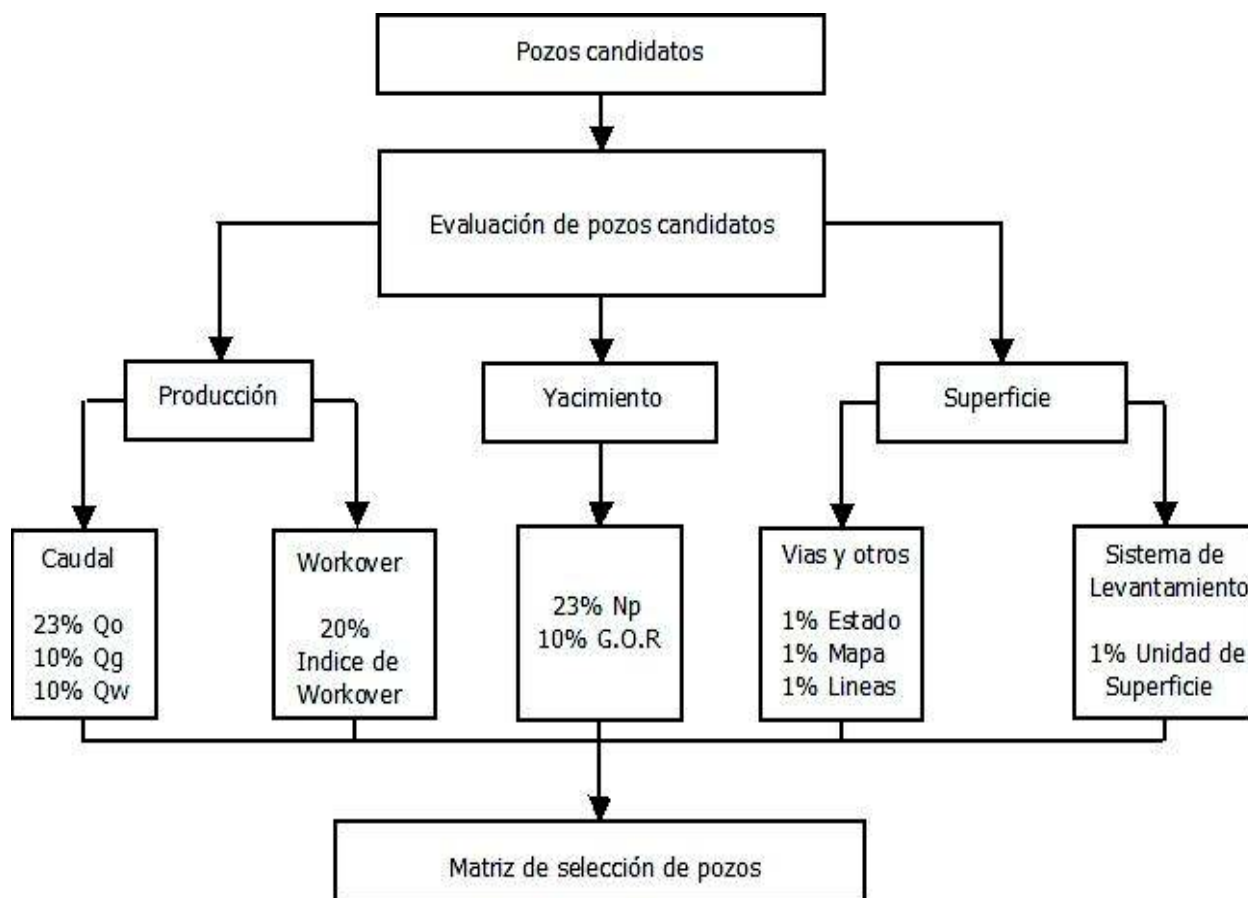 Pozos candidatos
Evaluación de pozos candidatos
Producción
Yacimiento
Superficie
Caudal
23% Qo
10% Qg
10% Qw
Workover
20%
Indice de
Workover
23% Np
10% G.O.R
Vias y otros
1% Estado
1% Mapa
1% Lineas
Sistema de
Levantamiento
1% Unidad de
Superficie
Matriz de selección de pozos